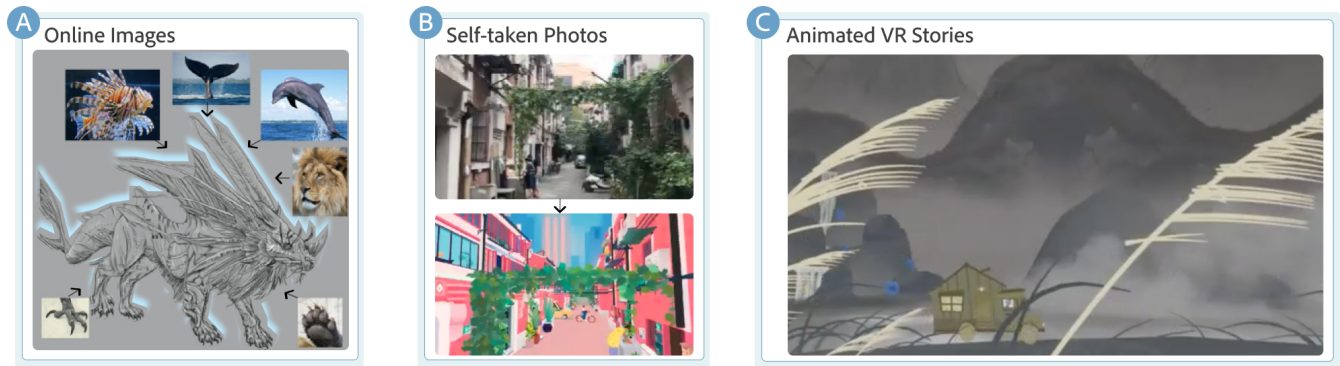 A
Online Images
B
Self-taken Photos
C
Animated VR Stories